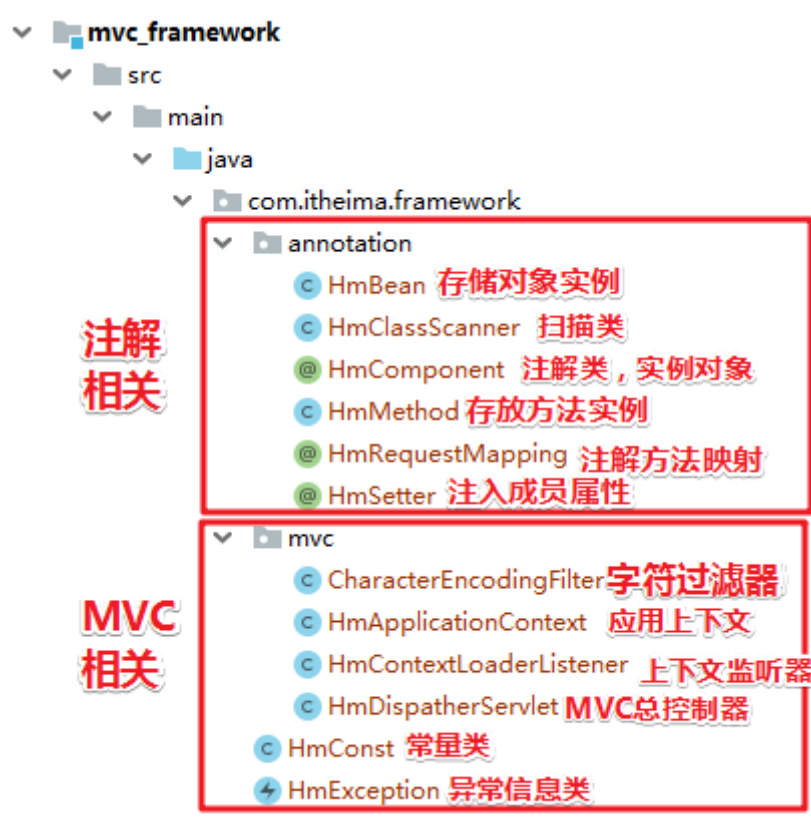 mvc_framework
src
main
java
com.itheima.framework
注解
相关
annotation
HmBean 存储对象实例
HmClassScanner 扫描类
HmComponent 注解类，实例对象
HmMethod 存放方法实例
HmRequestMapping 注解方法映射
HmSetter 注入成员属性
MVC
相关
mvc
CharacterEncodingFilter 字符过滤器
HmApplicationContext 应用上下文
HmContextLoaderListener 上下文监听器
HmDispatherServlet MVC总控制器
HmConst 常量类
HmException 异常信息类